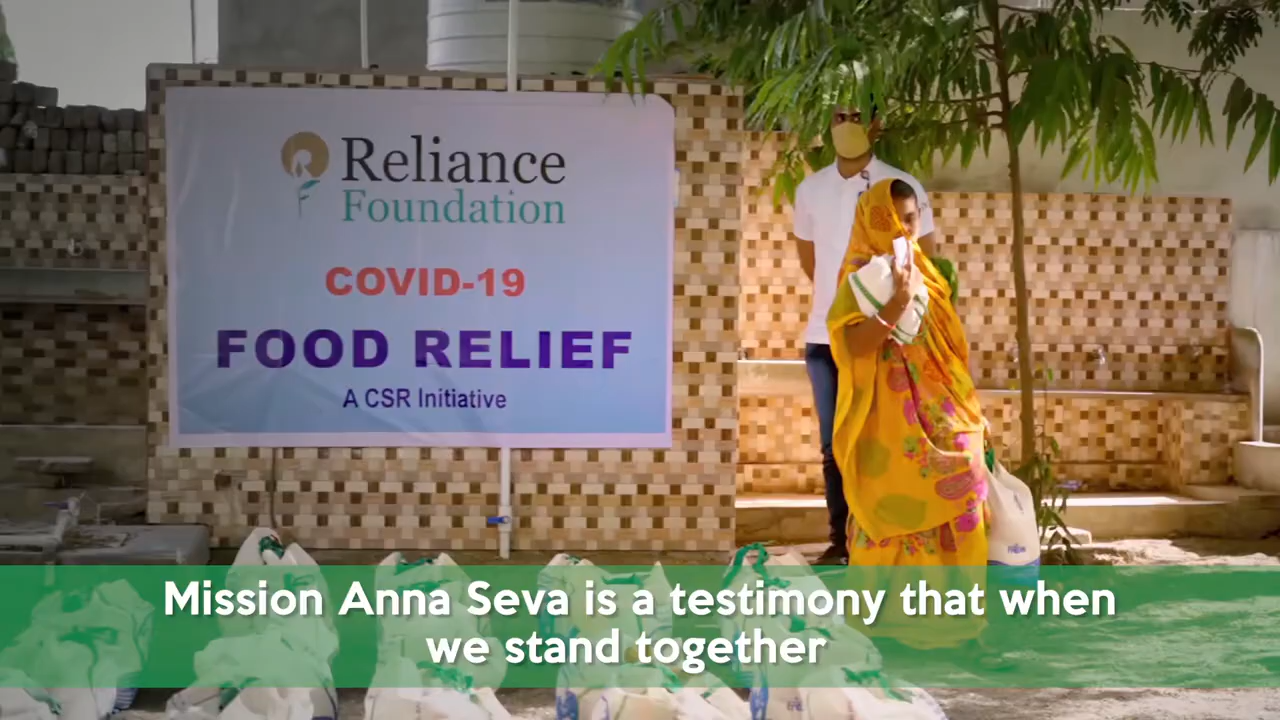 Reliance
Foundation
COVID-19
FOOD RELIEF
A CSR Initiative
Mission Anna Seva is a testimony that when
we stand together